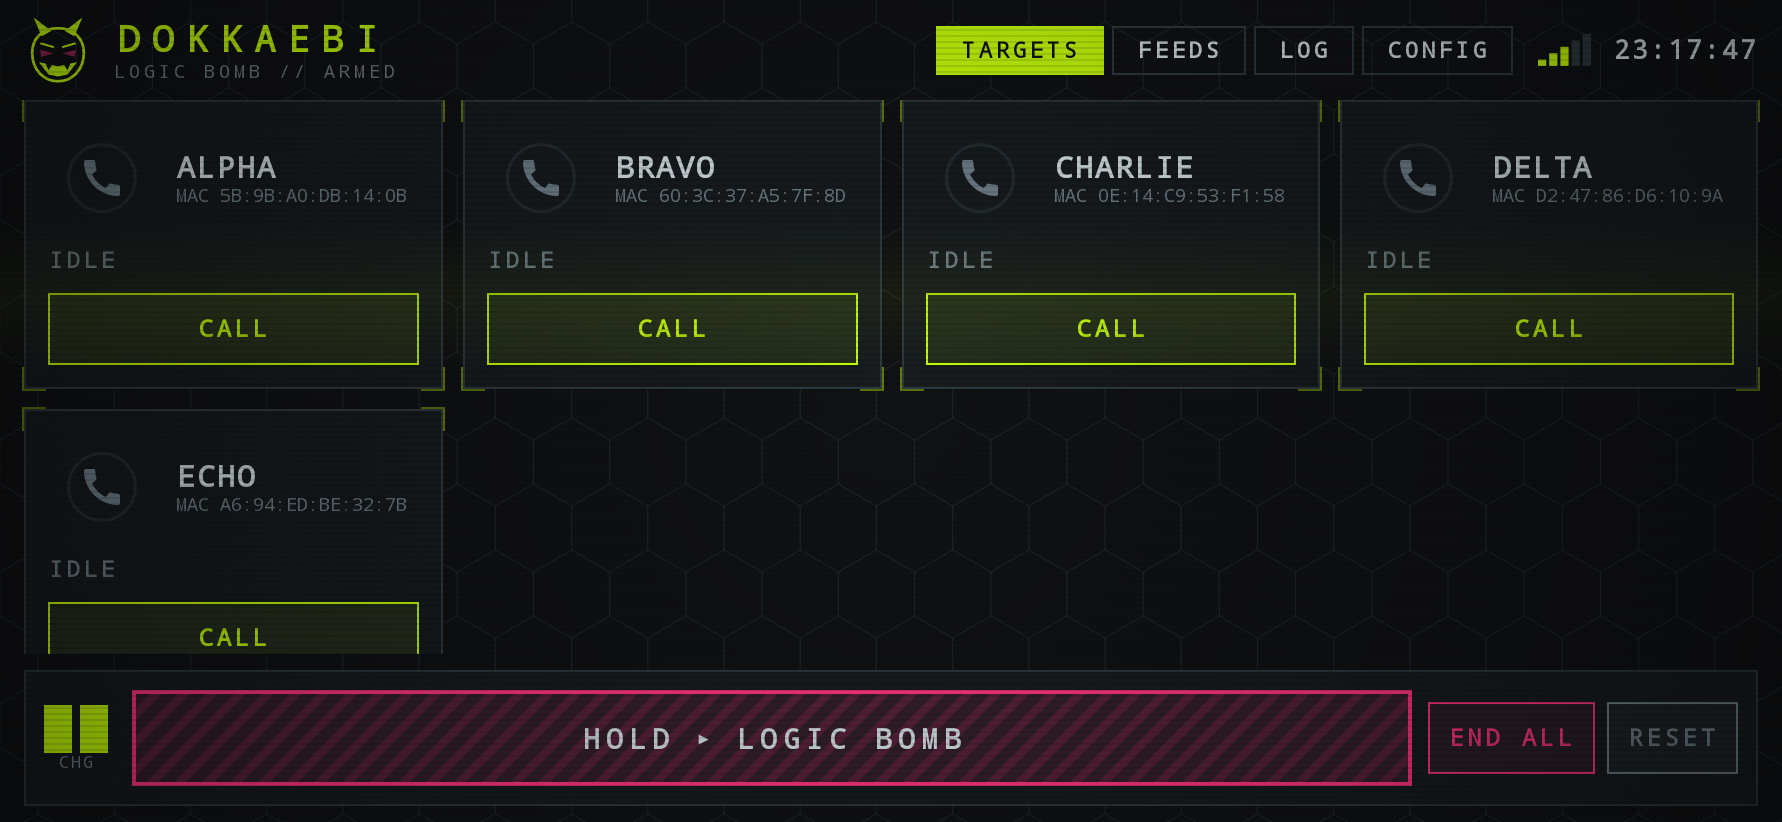 DOKKAEBI
LOGIC BOMB // ARMED
TARGETS
FEEDS
LOG
CONFIG
23:17:47
ALPHA
MAC 5B:9B:A0:DB:14:0B
IDLE
CALL
BRAVO
MAC 60:3C:37:A5:7F:8D
IDLE
CALL
CHARLIE
MAC 0E:14:C9:53:F1:58
IDLE
CALL
DELTA
MAC D2:47:86:D6:10:9A
IDLE
CALL
ECHO
MAC A6:94:ED:BE:32:7B
IDLE
CALL
CHG
HOLD ▸ LOGIC BOMB
END ALL
RESET